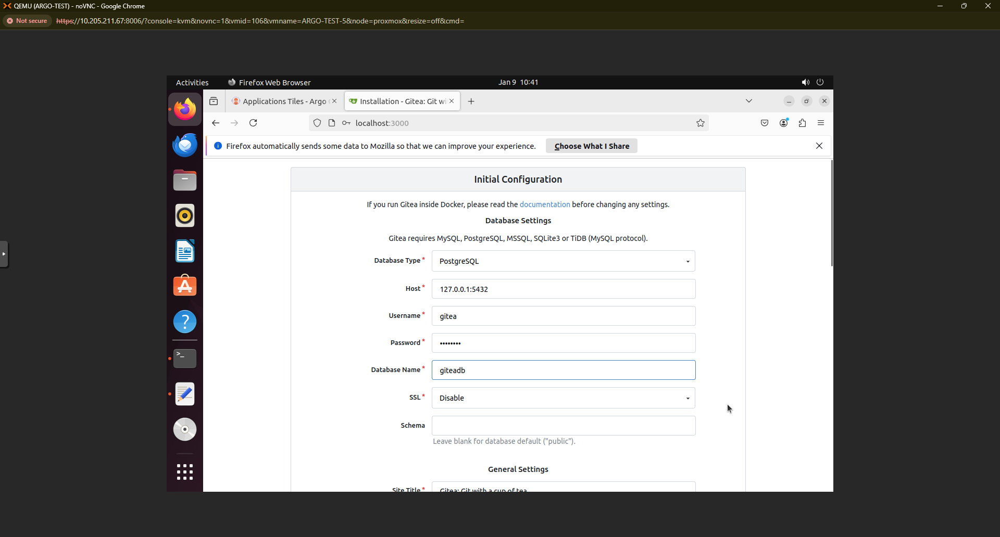 QEMU (ARGO-TEST) - noVNC - Google Chrome
Not secure https://10.205.211.67:8006/?console=kvm&novnc=1&vmid=106&vmname=ARGO-TEST-5&node=proxmox&resize=off&cmd=
Activities Firefox Web Browser Jan 9 10:41
Applications Tiles - Argo Installation - Gitea: Git wi
localhost:3000
Firefox automatically sends some data to Mozilla so that we can improve your experience. Choose What I Share
Initial Configuration
If you run Gitea inside Docker, please read the documentation before changing any settings.
Database Settings
Gitea requires MySQL, PostgreSQL, MSSQL, SQLite3 or TiDB (MySQL protocol).
Database Type* PostgreSQL
Host* 127.0.0.1:5432
Username* gitea
Password* ••••••••
Database Name* giteadb
SSL* Disable
Schema
Leave blank for database default ("public").
General Settings
Site Title* Gitea: Git with a cup of tea